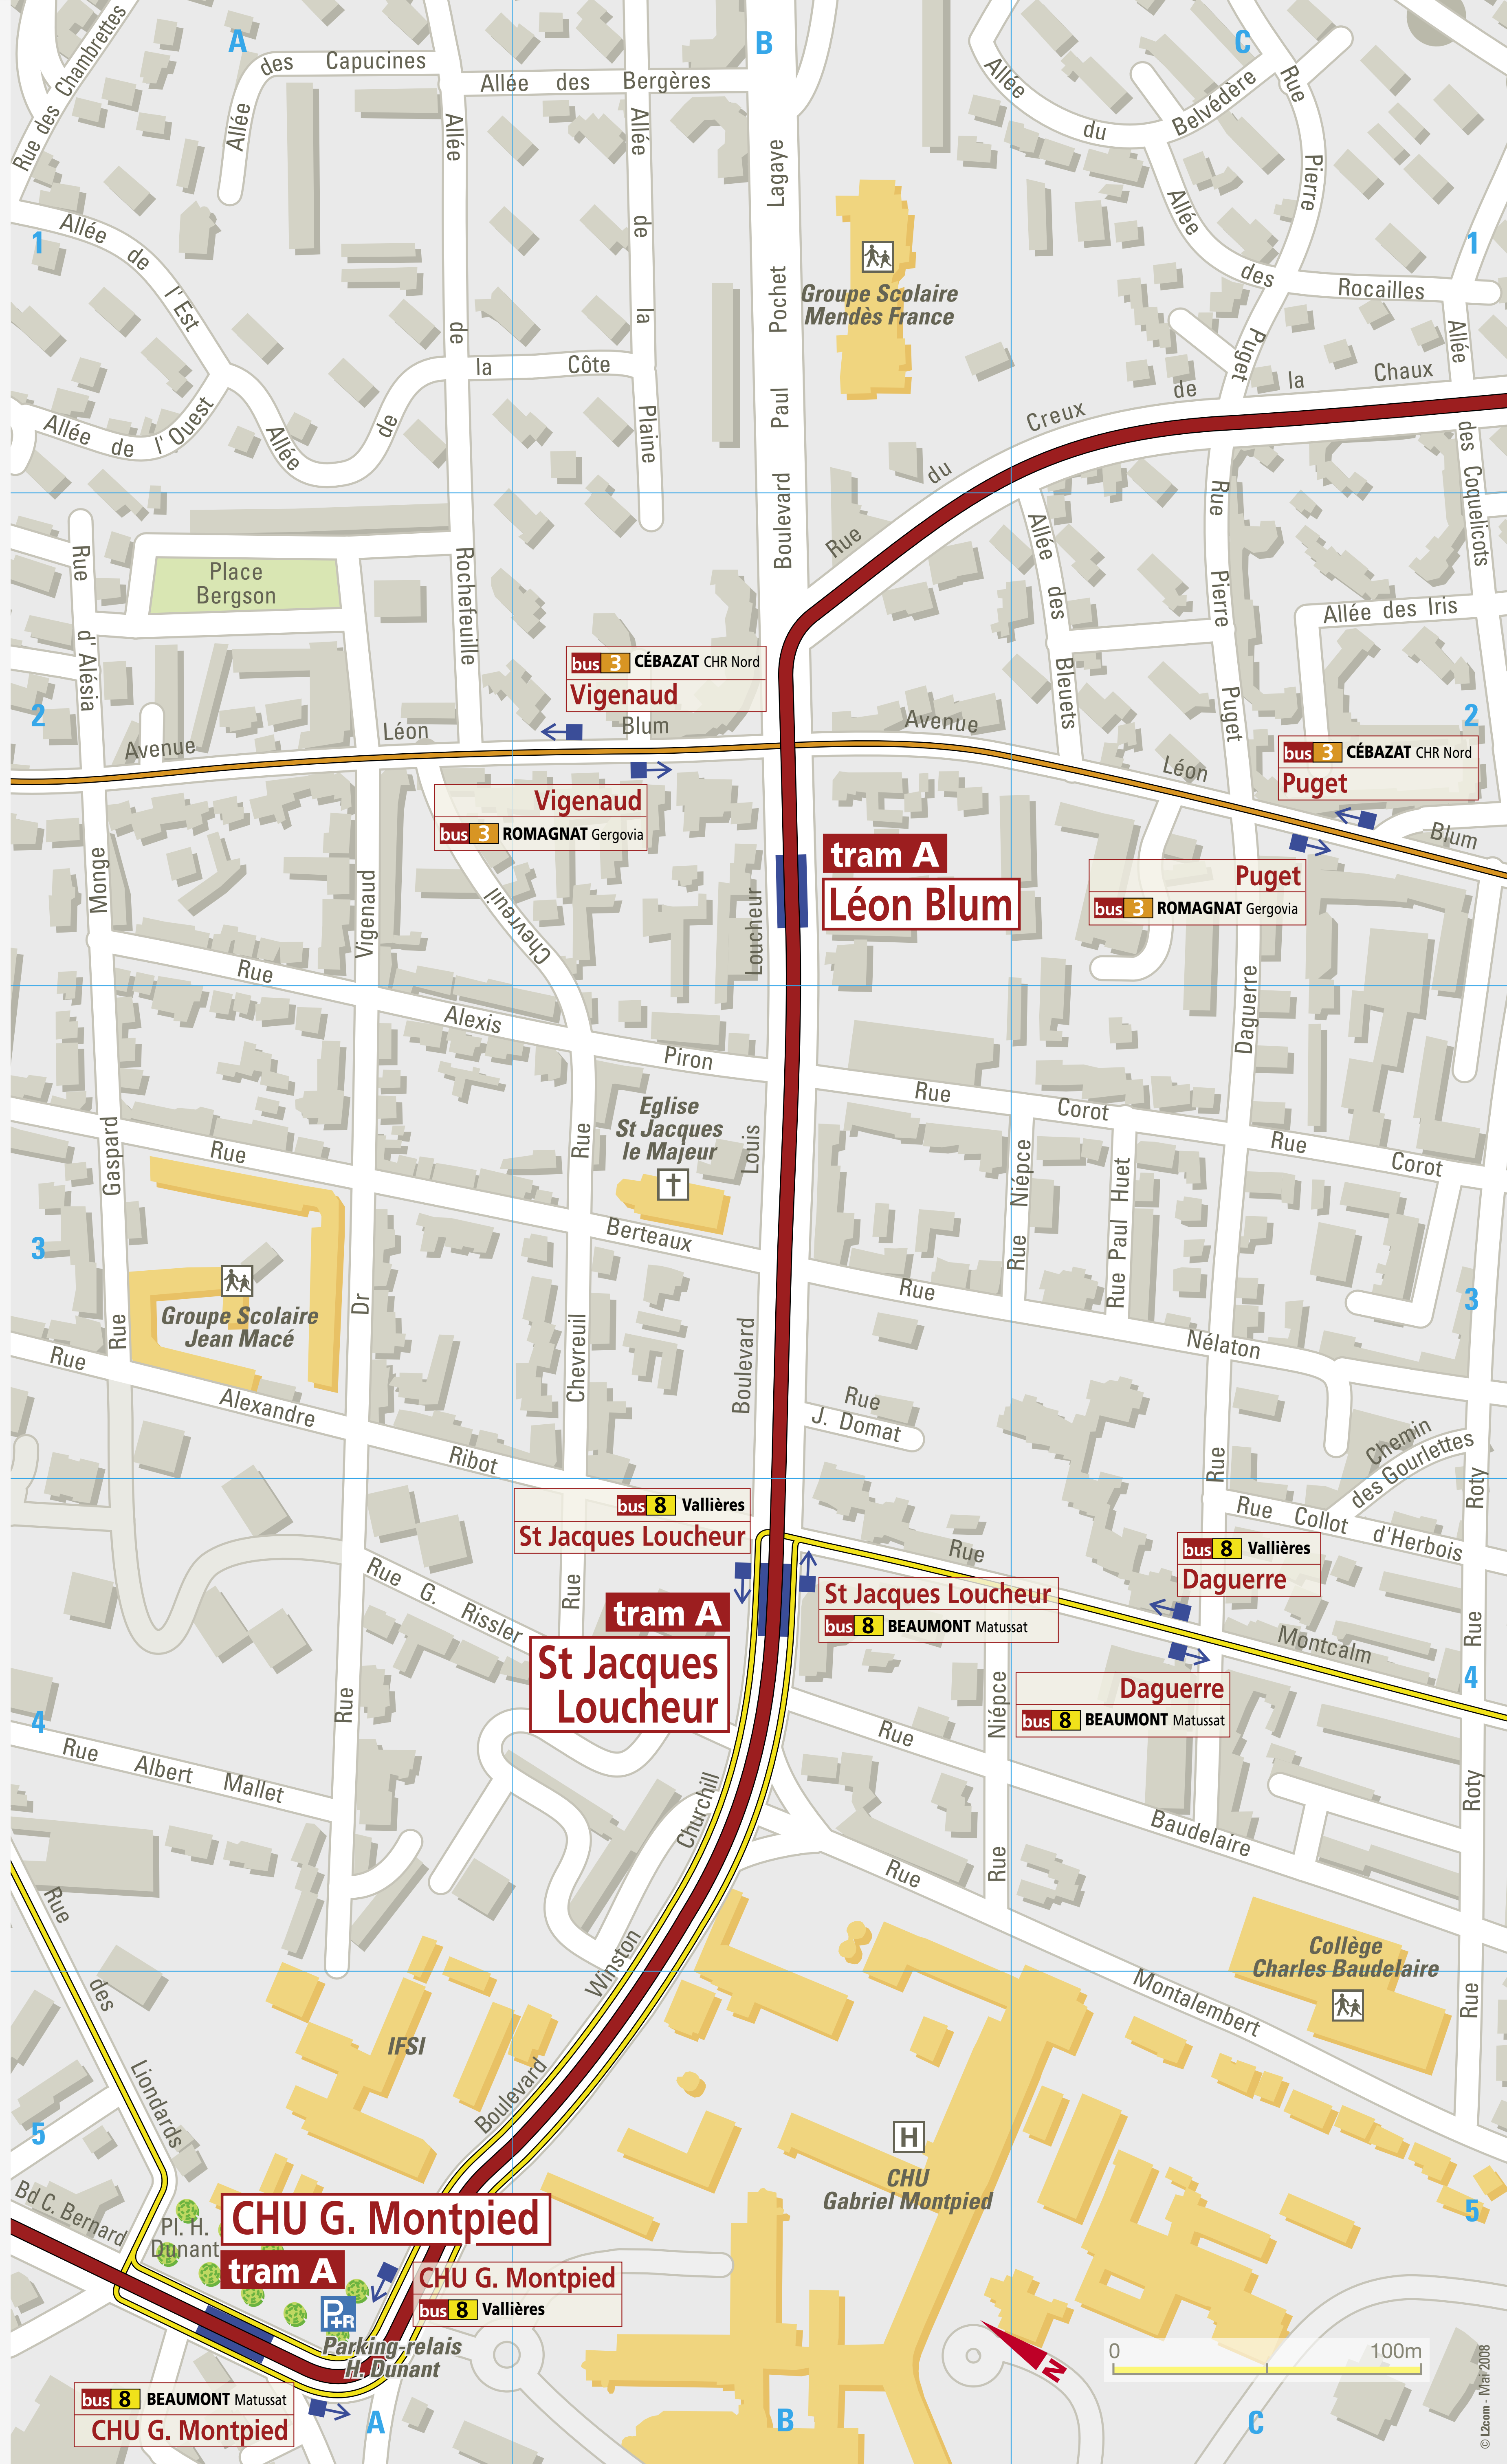 A
B
C
Rue des Chambrettes
Allée des Capucines
Allée des Bergères
Allée de Rochefeuille
Allée de la Plaine
Boulevard Paul Pochet Lagaye
Allée du Belvédère
Rue Pierre Puget
1
1
Allée de l'Est
Groupe Scolaire
Mendès France
Allée des Rocailles
Allée de l'Ouest
Allée de la Côte
Rue du Creux de la Chaux
Allée des Coquelicots
Rue d'Alésia
Place
Bergson
Allée des Bleuets
Rue Pierre Puget
Allée des Iris
2
2
bus 3 CÉBAZAT CHR Nord
Vigenaud
Avenue Léon Blum
Avenue Léon Blum
bus 3 CÉBAZAT CHR Nord
Puget
Vigenaud
bus 3 ROMAGNAT Gergovia
tram A
Léon Blum
Puget
bus 3 ROMAGNAT Gergovia
Rue Gaspard Monge
Rue Dr Vigenaud
Chevreuil
Boulevard Louis Loucheur
Rue Daguerre
Rue Alexis Piron
Rue Corot
Rue Corot
Eglise
St Jacques
le Majeur
Rue Chevreuil
Rue Niépce
Rue Paul Huet
Rue Berteaux
3
3
Groupe Scolaire
Jean Macé
Rue Nélaton
Rue Alexandre Ribot
Rue
J. Domat
Chemin
des Gourlettes
Rue Collot d'Herbois
Rue Roty
bus 8 Vallières
St Jacques Loucheur
Rue Montcalm
bus 8 Vallières
Daguerre
Rue G. Rissler
Rue
tram A
St Jacques
Loucheur
St Jacques Loucheur
bus 8 BEAUMONT Matussat
4
4
Daguerre
bus 8 BEAUMONT Matussat
Rue Niépce
Rue Baudelaire
Rue Albert Mallet
Boulevard Winston Churchill
Rue Montalembert
Rue Roty
Collège
Charles Baudelaire
Rue des Liondards
IFSI
5
5
H
CHU
Gabriel Montpied
Bd C. Bernard
Pl. H.
Dunant
CHU G. Montpied
tram A
CHU G. Montpied
bus 8 Vallières
P+R
Parking-relais
H. Dunant
bus 8 BEAUMONT Matussat
CHU G. Montpied
N
0 100m
A
B
C
© L2com - Mai 2008